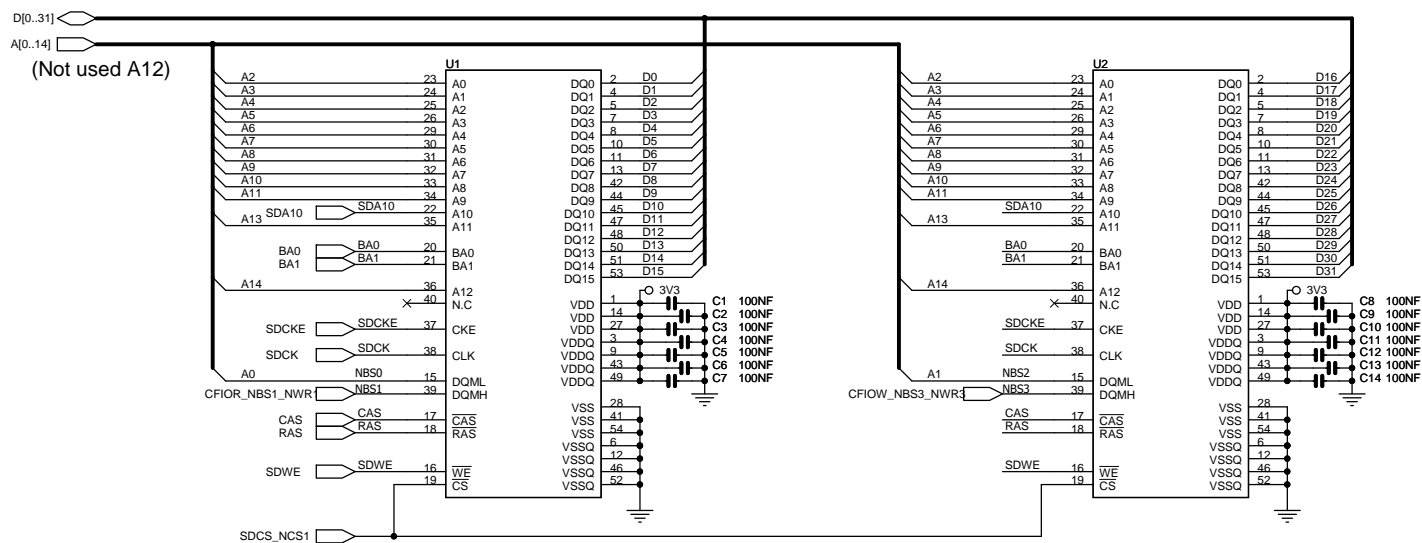 D[0..31]
A[0..14]
(Not used A12)
U1
A2 23 A0 DQ0 2 D0
A3 24 A1 DQ1 4 D1
A4 25 A2 DQ2 5 D2
A5 26 A3 DQ3 7 D3
A6 29 A4 DQ4 8 D4
A7 30 A5 DQ5 10 D5
A8 31 A6 DQ6 11 D6
A9 32 A7 DQ7 13 D7
A10 33 A8 DQ8 42 D8
A11 34 A9 DQ9 44 D9
SDA10 SDA10 22 A10 DQ10 45 D10
A13 35 A11 DQ11 47 D11
DQ12 48 D12
BA0 BA0 20 BA0 DQ13 50 D13
BA1 BA1 21 BA1 DQ14 51 D14
DQ15 53 D15
A14 36 A12
3V3
40 N.C VDD 1 C1 100NF
VDD 14 C2 100NF
SDCKE SDCKE 37 CKE VDD 27 C3 100NF
VDDQ 3 C4 100NF
SDCK SDCK 38 CLK VDDQ 9 C5 100NF
VDDQ 43 C6 100NF
A0 NBS0 15 DQML VDDQ 49 C7 100NF
CFIOR_NBS1_NWR1 NBS1 39 DQMH
VSS 28
CAS CAS 17 CAS VSS 41
RAS RAS 18 RAS VSS 54
VSSQ 6
VSSQ 12
SDWE SDWE 16 WE VSSQ 46
19 CS VSSQ 52
SDCS_NCS1
U2
A2 23 A0 DQ0 2 D16
A3 24 A1 DQ1 4 D17
A4 25 A2 DQ2 5 D18
A5 26 A3 DQ3 7 D19
A6 29 A4 DQ4 8 D20
A7 30 A5 DQ5 10 D21
A8 31 A6 DQ6 11 D22
A9 32 A7 DQ7 13 D23
A10 33 A8 DQ8 42 D24
A11 34 A9 DQ9 44 D25
SDA10 22 A10 DQ10 45 D26
A13 35 A11 DQ11 47 D27
DQ12 48 D28
BA0 20 BA0 DQ13 50 D29
BA1 21 BA1 DQ14 51 D30
DQ15 53 D31
A14 36 A12
3V3
40 N.C VDD 1 C8 100NF
VDD 14 C9 100NF
SDCKE 37 CKE VDD 27 C10 100NF
VDDQ 3 C11 100NF
SDCK 38 CLK VDDQ 9 C12 100NF
VDDQ 43 C13 100NF
A1 NBS2 15 DQML VDDQ 49 C14 100NF
CFIOW_NBS3_NWR3 NBS3 39 DQMH
VSS 28
CAS 17 CAS VSS 41
RAS 18 RAS VSS 54
VSSQ 6
VSSQ 12
SDWE 16 WE VSSQ 46
19 CS VSSQ 52